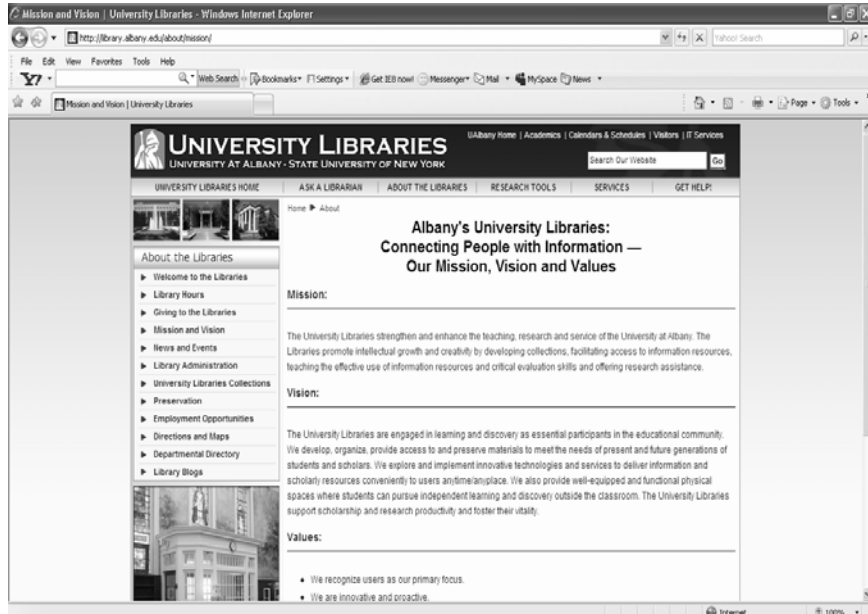 Mission and Vision | University Libraries - Windows Internet Explorer
http://library.albany.edu/about/mission/
Yahoo! Search
File Edit View Favorites Tools Help
Y7 Web Search Bookmarks Settings Get IE8 now! Messenger Mail MySpace News
Mission and Vision | University Libraries
Page Tools
UNIVERSITY LIBRARIES
UNIVERSITY AT ALBANY - STATE UNIVERSITY OF NEW YORK
UAlbany Home | Academics | Calendars & Schedules | Visitors | IT Services
Search Our Website Go
UNIVERSITY LIBRARIES HOME | ASK A LIBRARIAN | ABOUT THE LIBRARIES | RESEARCH TOOLS | SERVICES | GET HELP!
Home ▶ About
About the Libraries
▶ Welcome to the Libraries
▶ Library Hours
▶ Giving to the Libraries
▶ Mission and Vision
▶ News and Events
▶ Library Administration
▶ University Libraries Collections
▶ Preservation
▶ Employment Opportunities
▶ Directions and Maps
▶ Departmental Directory
▶ Library Blogs
Albany's University Libraries:
Connecting People with Information —
Our Mission, Vision and Values
Mission:
The University Libraries strengthen and enhance the teaching, research and service of the University at Albany. The
Libraries promote intellectual growth and creativity by developing collections, facilitating access to information resources,
teaching the effective use of information resources and critical evaluation skills and offering research assistance.
Vision:
The University Libraries are engaged in learning and discovery as essential participants in the educational community.
We develop, organize, provide access to and preserve materials to meet the needs of present and future generations of
students and scholars. We explore and implement innovative technologies and services to deliver information and
scholarly resources conveniently to users anytime/anyplace. We also provide well-equipped and functional physical
spaces where students can pursue independent learning and discovery outside the classroom. The University Libraries
support scholarship and research productivity and foster their vitality.
Values:
• We recognize users as our primary focus.
• We are innovative and proactive.
Internet 100%